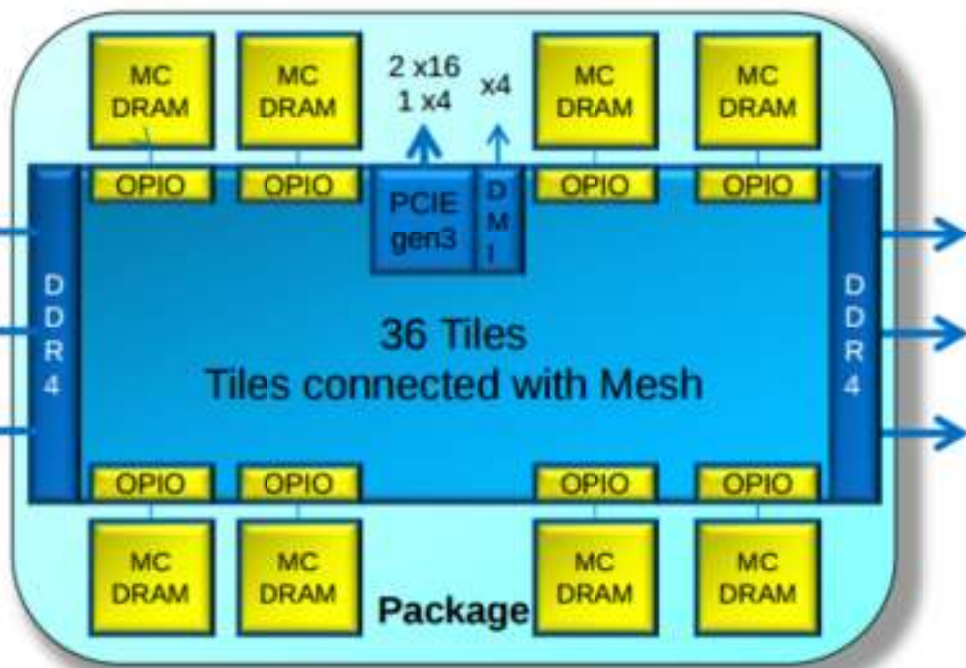 MC
DRAM
MC
DRAM
2 x16
1 x4
x4
MC
DRAM
MC
DRAM
OPIO
OPIO
PCIE
gen3
D
M
I
OPIO
OPIO
D
D
R
4
36 Tiles
Tiles connected with Mesh
D
D
R
4
OPIO
OPIO
OPIO
OPIO
MC
DRAM
MC
DRAM
Package
MC
DRAM
MC
DRAM